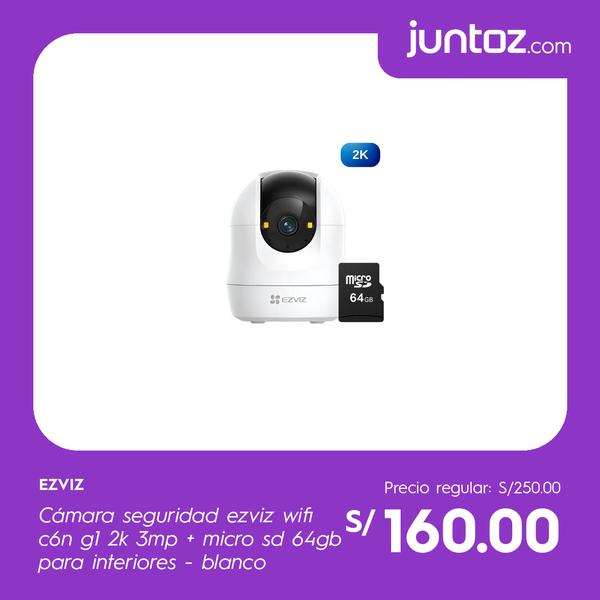 juntoz.com
2K
EZVIZ
micro
SD
64GB
EZVIZ
Precio regular: S/250.00
Cámara seguridad ezviz wifi
c6n g1 2k 3mp + micro sd 64gb
para interiores - blanco
S/ 160.00